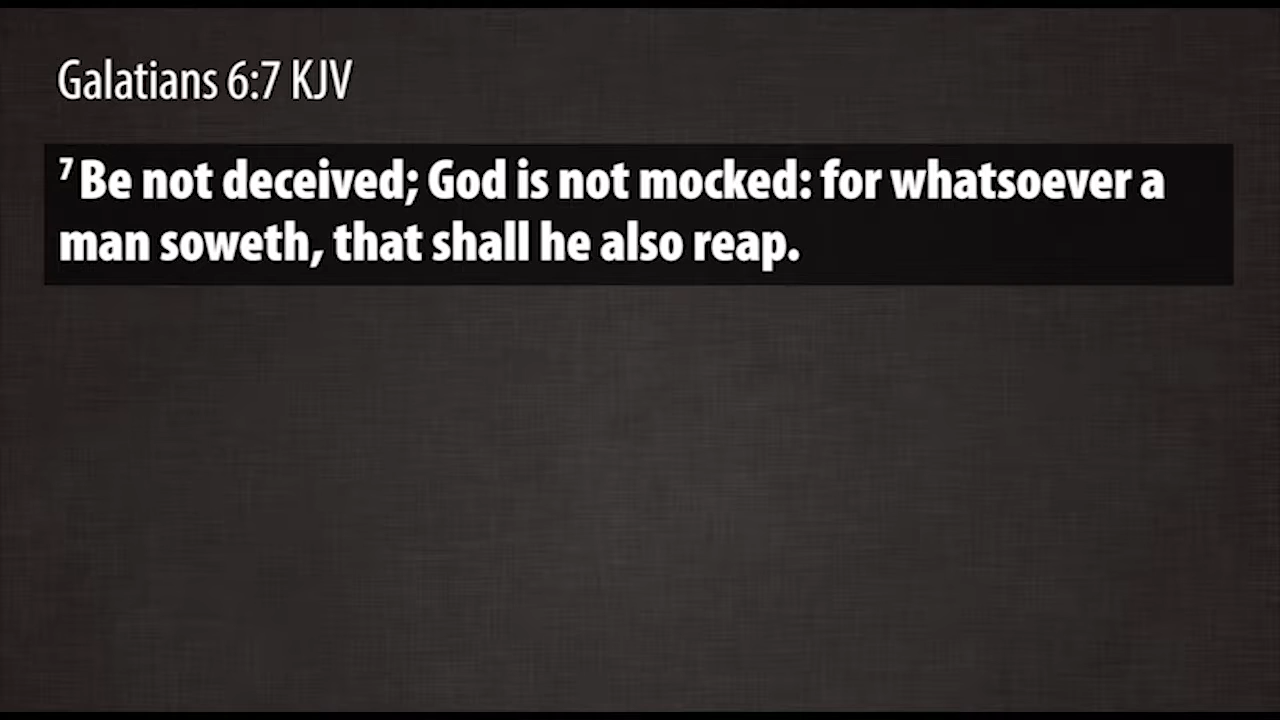 Galatians 6:7 KJV
7 Be not deceived; God is not mocked: for whatsoever a
man soweth, that shall he also reap.